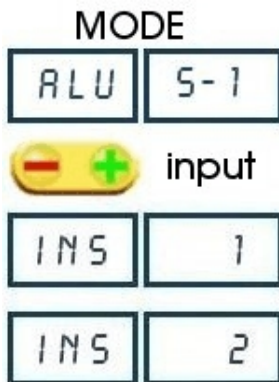 MODE
ALU S-1
− + input
INS 1
INS 2